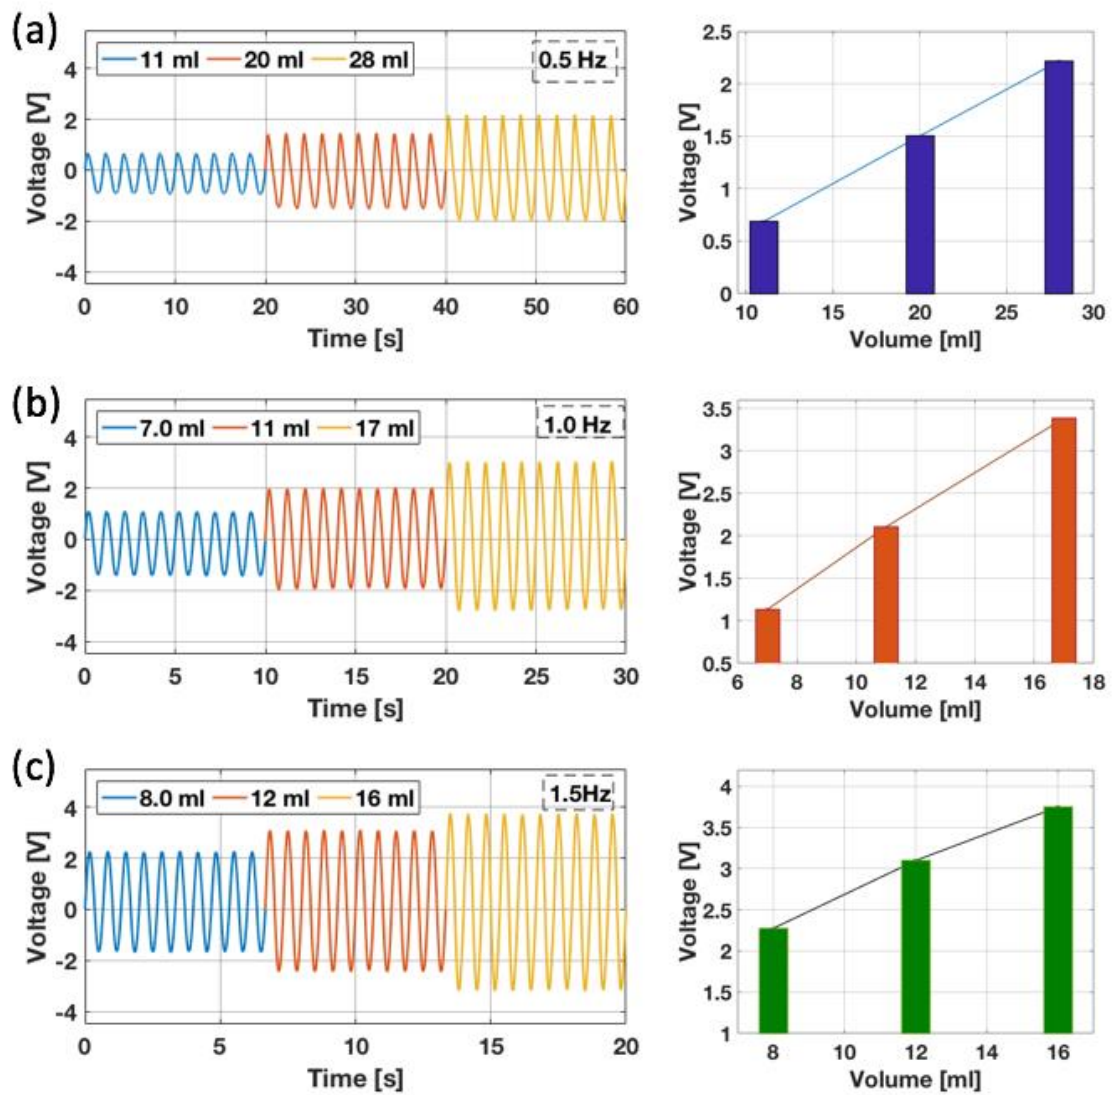 (a)
11 ml 20 ml 28 ml
0.5 Hz
4
2
0
-2
-4
Voltage [V]
0 10 20 30 40 50 60
Time [s]
2.5
2
1.5
1
0.5
0
Voltage [V]
10 15 20 25 30
Volume [ml]
(b)
7.0 ml 11 ml 17 ml
1.0 Hz
4
2
0
-2
-4
Voltage [V]
0 5 10 15 20 25 30
Time [s]
3.5
3
2.5
2
1.5
1
0.5
Voltage [V]
6 8 10 12 14 16 18
Volume [ml]
(c)
8.0 ml 12 ml 16 ml
1.5Hz
4
2
0
-2
-4
Voltage [V]
0 5 10 15 20
Time [s]
4
3.5
3
2.5
2
1.5
1
Voltage [V]
8 10 12 14 16
Volume [ml]